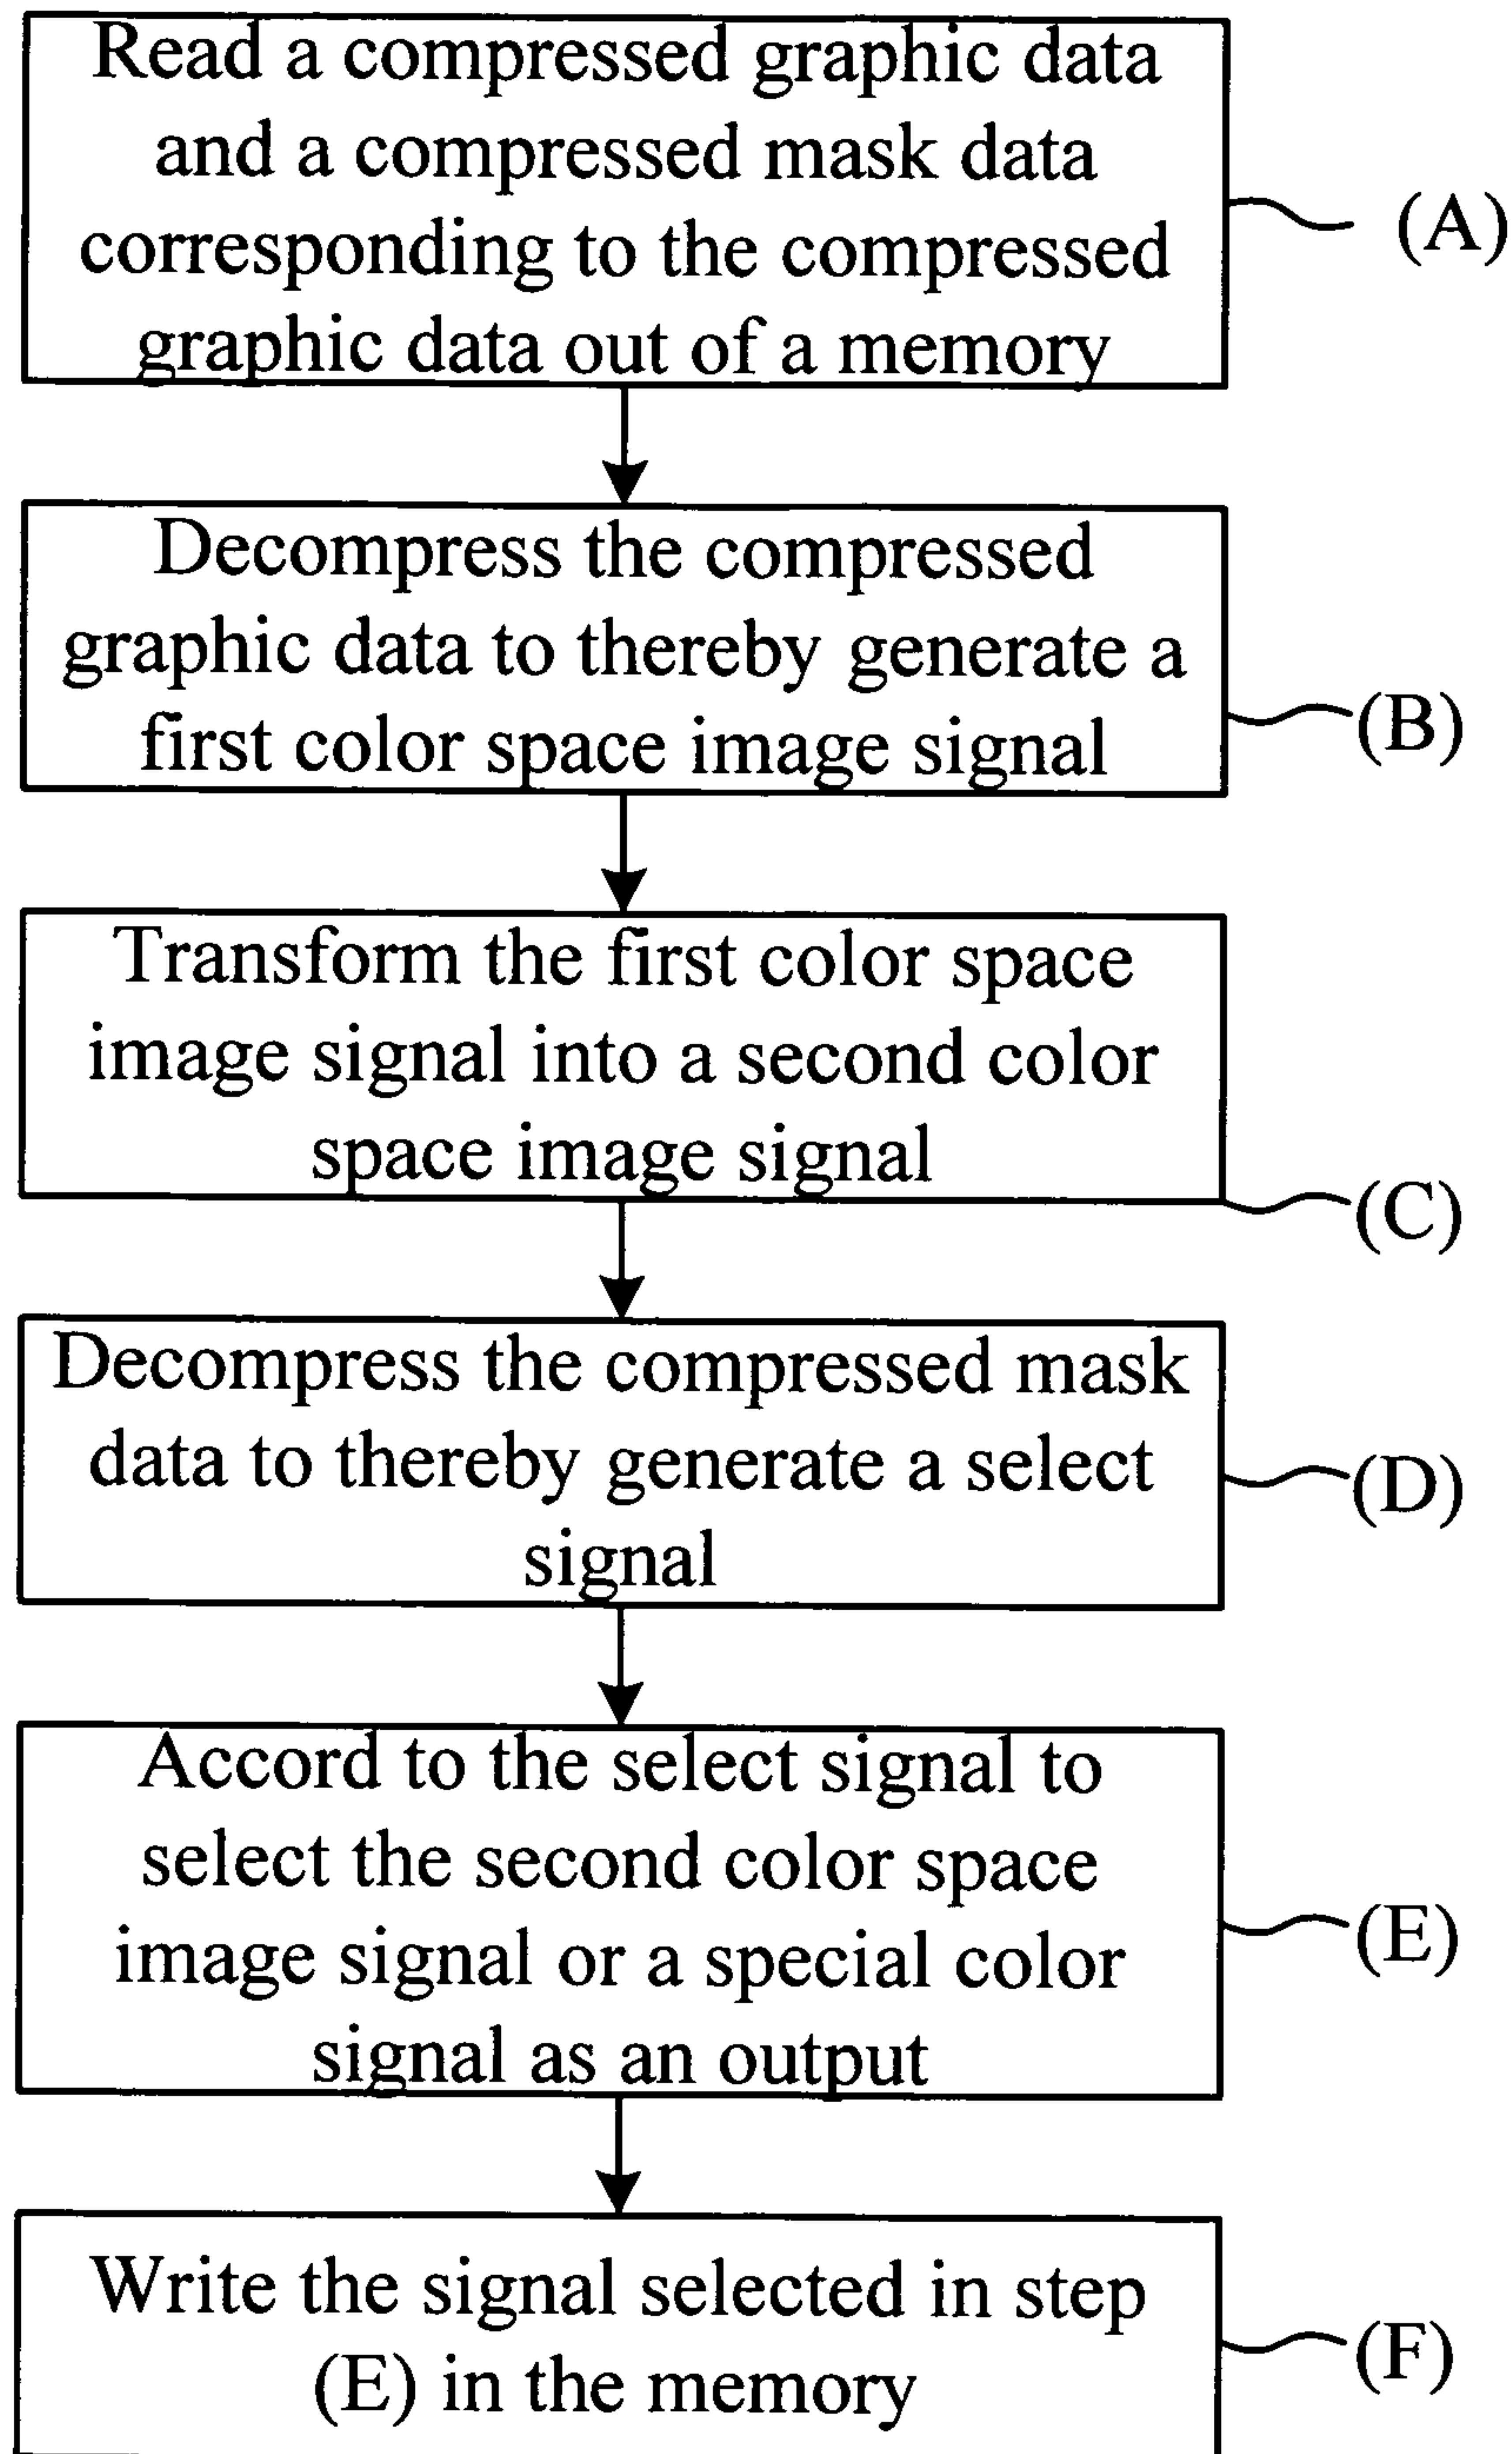 Read a compressed graphic data
and a compressed mask data
corresponding to the compressed
graphic data out of a memory
(A)
Decompress the compressed
graphic data to thereby generate a
first color space image signal
(B)
Transform the first color space
image signal into a second color
space image signal
(C)
Decompress the compressed mask
data to thereby generate a select
signal
(D)
Accord to the select signal to
select the second color space
image signal or a special color
signal as an output
(E)
Write the signal selected in step
(E) in the memory
(F)